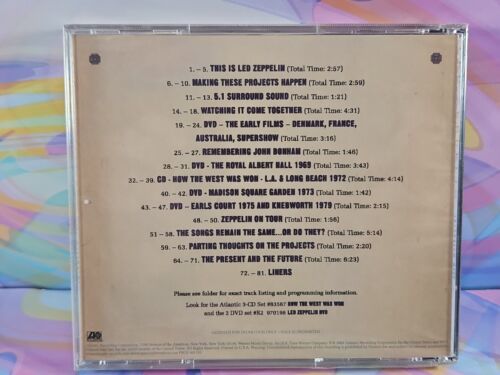 1. – 5. THIS IS LED ZEPPELIN (Total Time: 2:57)
6. – 10. MAKING THESE PROJECTS HAPPEN (Total Time: 2:59)
11. – 13. 5.1 SURROUND SOUND (Total Time: 1:21)
14. – 18. WATCHING IT COME TOGETHER (Total Time: 4:31)
19. – 24. DVD – THE EARLY FILMS – DENMARK, FRANCE,
AUSTRALIA, SUPERSHOW (Total Time: 3:16)
25. – 27. REMEMBERING JOHN BONHAM (Total Time: 1:46)
28. – 31. DVD - THE ROYAL ALBERT HALL 1969 (Total Time: 3:43)
32. – 39. CD - HOW THE WEST WAS WON - L.A. & LONG BEACH 1972 (Total Time: 4:14)
40. – 42. DVD - MADISON SQUARE GARDEN 1973 (Total Time: 1:42)
43. – 47. DVD – EARLS COURT 1975 AND KNEBWORTH 1979 (Total Time: 2:15)
48. – 50. ZEPPELIN ON TOUR (Total Time: 1:56)
51 – 58. THE SONGS REMAIN THE SAME...OR DO THEY? (Total Time: 5:14)
59. – 63. PARTING THOUGHTS ON THE PROJECTS (Total Time: 2:20)
64. – 71. THE PRESENT AND THE FUTURE (Total Time: 6:23)
72. – 81. LINERS
Please see folder for exact track listing and programming information.
Look for the Atlantic 3-CD Set #83587 HOW THE WEST WAS WON
and the 2 DVD set #R2 970198 LED ZEPPELIN DVD